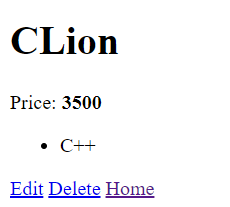 CLion
Price: 3500
• C++
Edit Delete Home